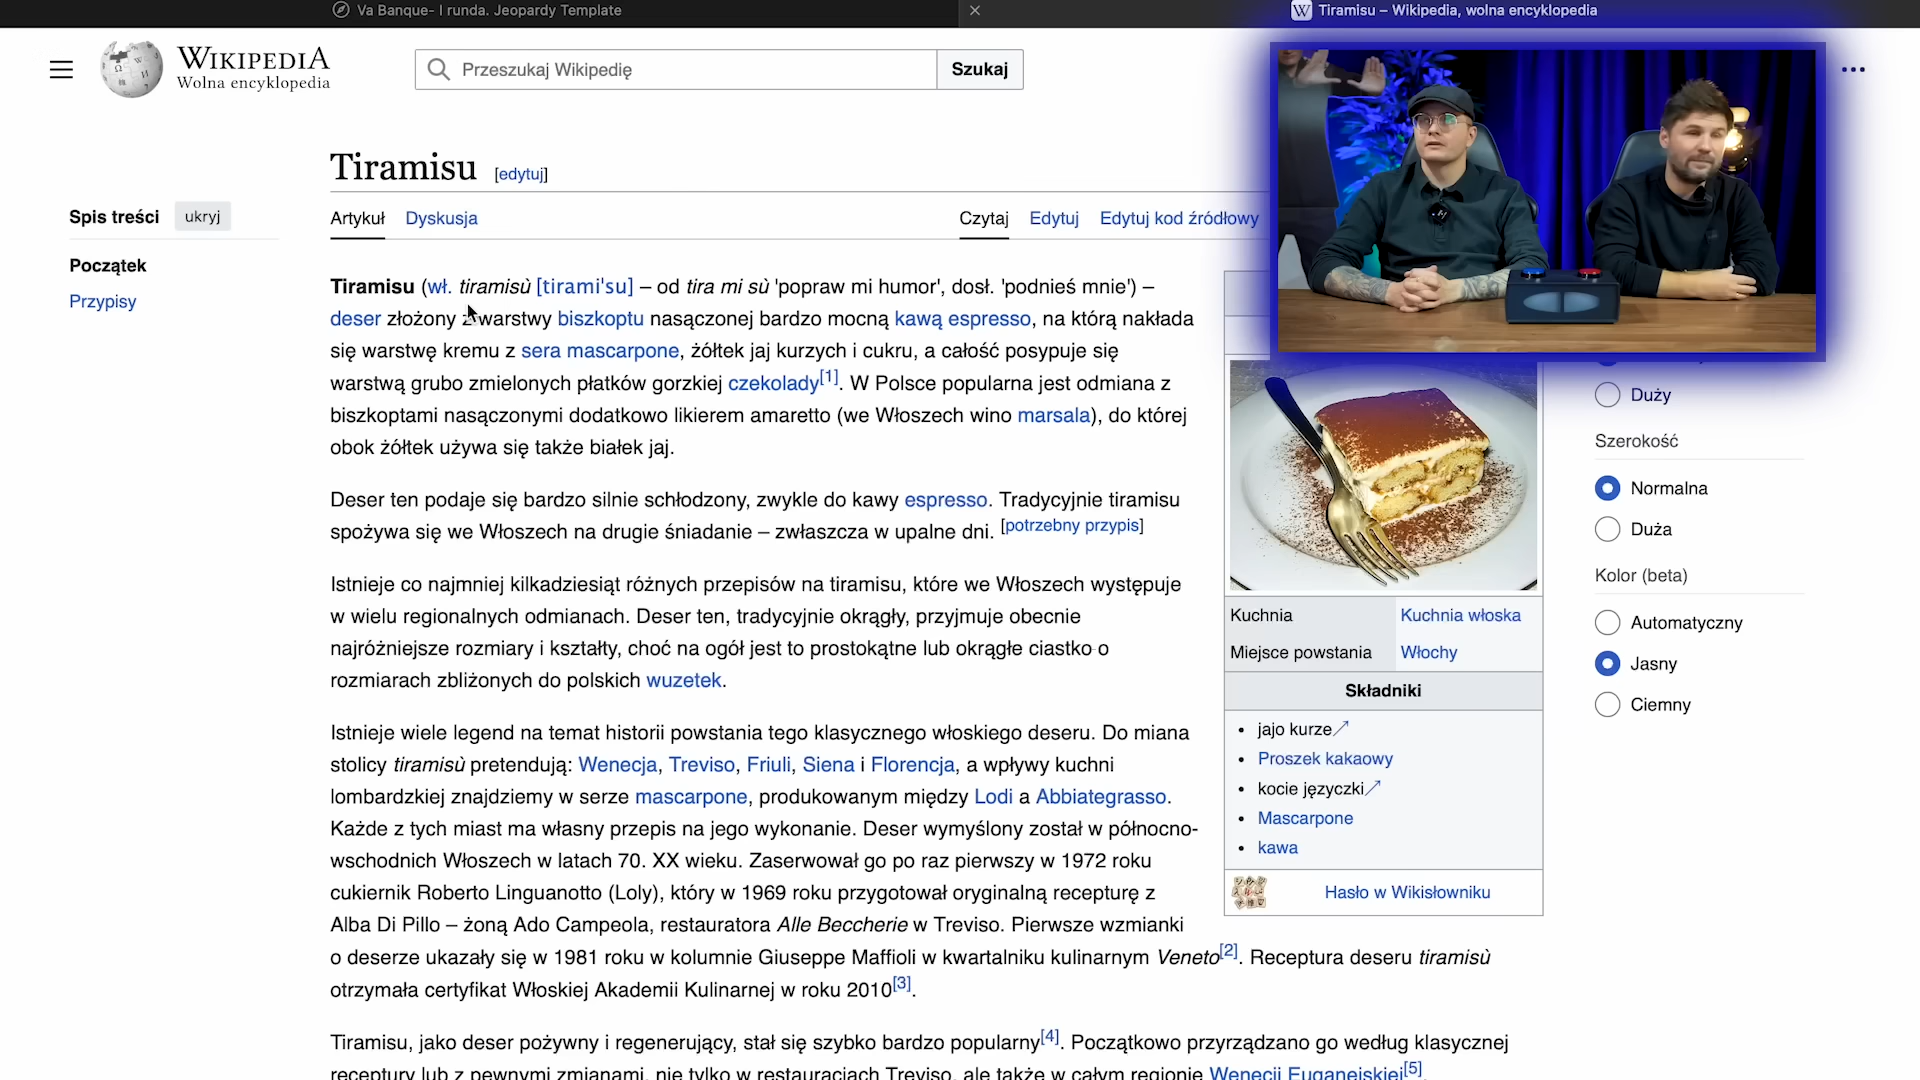 Va Banque- I runda. Jeopardy Template
Tiramisu – Wikipedia, wolna encyklopedia
WIKIPEDIA
Wolna encyklopedia
Przeszukaj Wikipedię
Szukaj
Tiramisu [edytuj]
Spis treści ukryj
Początek
Przypisy
Artykuł Dyskusja
Czytaj Edytuj Edytuj kod źródłowy
Tiramisu (wł. tiramisù [tirami'su] – od tira mi sù 'popraw mi humor', dosł. 'podnieś mnie') –
deser złożony z warstwy biszkoptu nasączonej bardzo mocną kawą espresso, na którą nakłada
się warstwę kremu z sera mascarpone, żółtek jaj kurzych i cukru, a całość posypuje się
warstwą grubo zmielonych płatków gorzkiej czekolady[1]. W Polsce popularna jest odmiana z
biszkoptami nasączonymi dodatkowo likierem amaretto (we Włoszech wino marsala), do której
obok żółtek używa się także białek jaj.
Deser ten podaje się bardzo silnie schłodzony, zwykle do kawy espresso. Tradycyjnie tiramisu
spożywa się we Włoszech na drugie śniadanie – zwłaszcza w upalne dni. [potrzebny przypis]
Istnieje co najmniej kilkadziesiąt różnych przepisów na tiramisu, które we Włoszech występuje
w wielu regionalnych odmianach. Deser ten, tradycyjnie okrągły, przyjmuje obecnie
najróżniejsze rozmiary i kształty, choć na ogół jest to prostokątne lub okrągłe ciastko o
rozmiarach zbliżonych do polskich wuzetek.
Istnieje wiele legend na temat historii powstania tego klasycznego włoskiego deseru. Do miana
stolicy tiramisù pretendują: Wenecja, Treviso, Friuli, Siena i Florencja, a wpływy kuchni
lombardzkiej znajdziemy w serze mascarpone, produkowanym między Lodi a Abbiategrasso.
Każde z tych miast ma własny przepis na jego wykonanie. Deser wymyślony został w północno-
wschodnich Włoszech w latach 70. XX wieku. Zaserwował go po raz pierwszy w 1972 roku
cukiernik Roberto Linguanotto (Loly), który w 1969 roku przygotował oryginalną recepturę z
Alba Di Pillo – żoną Ado Campeola, restauratora Alle Beccherie w Treviso. Pierwsze wzmianki
o deserze ukazały się w 1981 roku w kolumnie Giuseppe Maffioli w kwartalniku kulinarnym Veneto[2]. Receptura deseru tiramisù
otrzymała certyfikat Włoskiej Akademii Kulinarnej w roku 2010[3].
Tiramisu, jako deser pożywny i regenerujący, stał się szybko bardzo popularny[4]. Początkowo przyrządzano go według klasycznej
receptury lub z pewnymi zmianami, nie tylko w restauracjach Treviso, ale także w całym regionie Wenecji Euganejskiej[5].
Kuchnia Kuchnia włoska
Miejsce powstania Włochy
Składniki
• jajo kurze
• Proszek kakaowy
• kocie języczki
• Mascarpone
• kawa
Hasło w Wikisłowniku
Duży
Szerokość
Normalna
Duża
Kolor (beta)
Automatyczny
Jasny
Ciemny